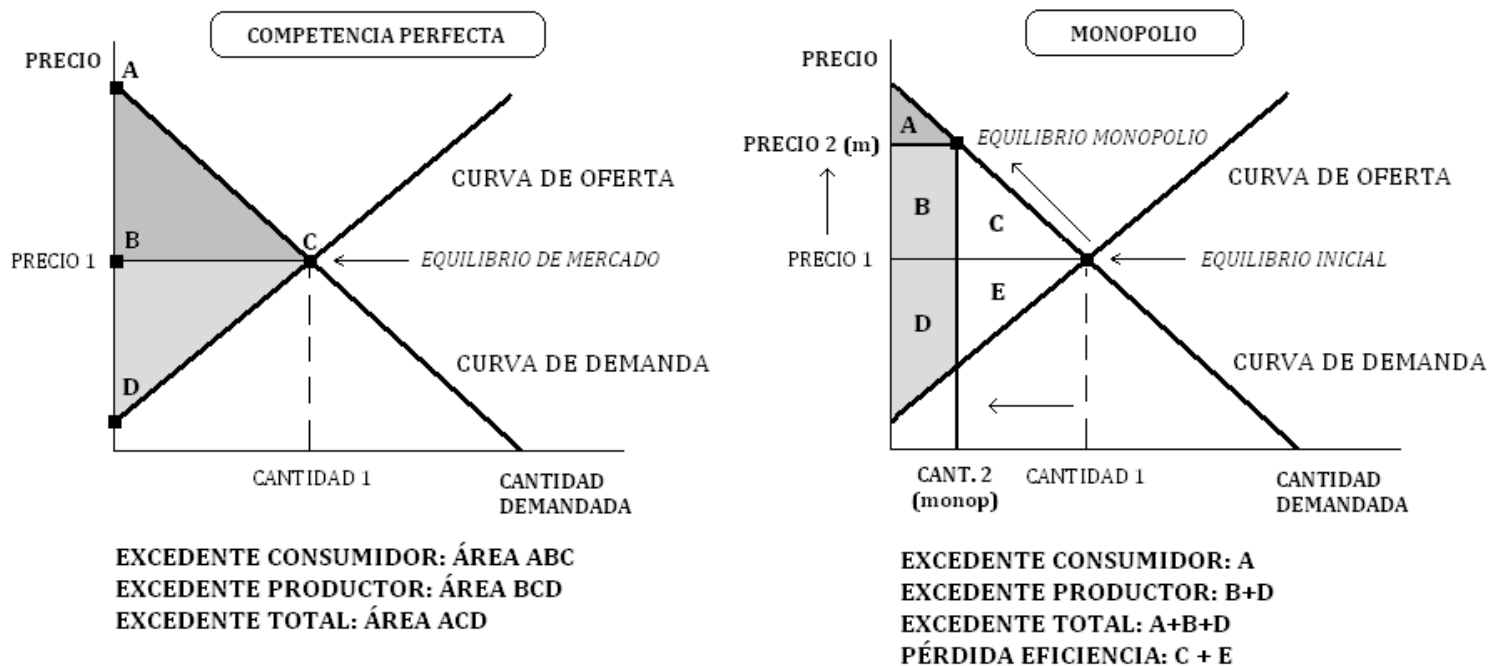 COMPETENCIA PERFECTA
PRECIO
A
CURVA DE OFERTA
B
C
PRECIO 1
EQUILIBRIO DE MERCADO
CURVA DE DEMANDA
D
CANTIDAD 1
CANTIDAD
DEMANDADA
EXCEDENTE CONSUMIDOR: ÁREA ABC
EXCEDENTE PRODUCTOR: ÁREA BCD
EXCEDENTE TOTAL: ÁREA ACD
MONOPOLIO
PRECIO
A
EQUILIBRIO MONOPOLIO
PRECIO 2 (m)
CURVA DE OFERTA
B
C
PRECIO 1
EQUILIBRIO INICIAL
E
D
CURVA DE DEMANDA
CANT. 2
(monop)
CANTIDAD 1
CANTIDAD
DEMANDADA
EXCEDENTE CONSUMIDOR: A
EXCEDENTE PRODUCTOR: B+D
EXCEDENTE TOTAL: A+B+D
PÉRDIDA EFICIENCIA: C + E